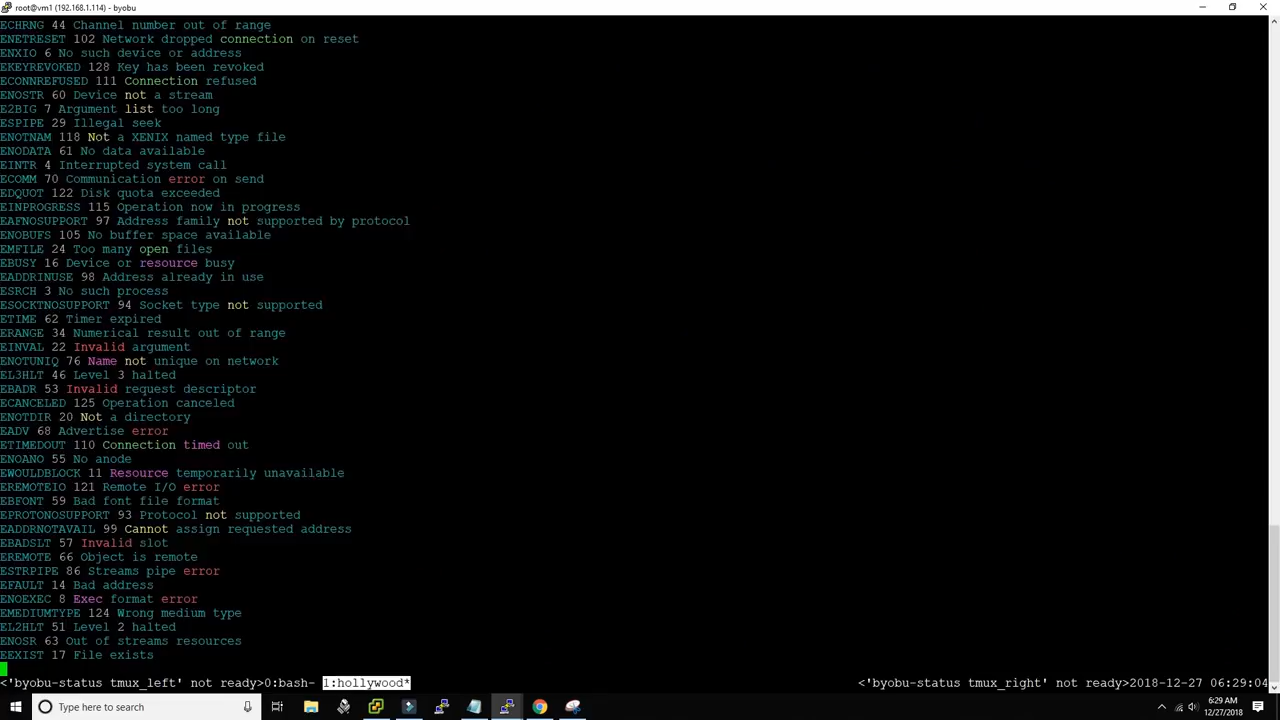 root@vm1 (192.168.1.114) - byobu
ECHRNG 44 Channel number out of range
ENETRESET 102 Network dropped connection on reset
ENXIO 6 No such device or address
EKEYREVOKED 128 Key has been revoked
ECONNREFUSED 111 Connection refused
ENOSTR 60 Device not a stream
E2BIG 7 Argument list too long
ESPIPE 29 Illegal seek
ENOTNAM 118 Not a XENIX named type file
ENODATA 61 No data available
EINTR 4 Interrupted system call
ECOMM 70 Communication error on send
EDQUOT 122 Disk quota exceeded
EINPROGRESS 115 Operation now in progress
EAFNOSUPPORT 97 Address family not supported by protocol
ENOBUFS 105 No buffer space available
EMFILE 24 Too many open files
EBUSY 16 Device or resource busy
EADDRINUSE 98 Address already in use
ESRCH 3 No such process
ESOCKTNOSUPPORT 94 Socket type not supported
ETIME 62 Timer expired
ERANGE 34 Numerical result out of range
EINVAL 22 Invalid argument
ENOTUNIQ 76 Name not unique on network
EL3HLT 46 Level 3 halted
EBADR 53 Invalid request descriptor
ECANCELED 125 Operation canceled
ENOTDIR 20 Not a directory
EADV 68 Advertise error
ETIMEDOUT 110 Connection timed out
ENOANO 55 No anode
EWOULDBLOCK 11 Resource temporarily unavailable
EREMOTEIO 121 Remote I/O error
EBFONT 59 Bad font file format
EPROTONOSUPPORT 93 Protocol not supported
EADDRNOTAVAIL 99 Cannot assign requested address
EBADSLT 57 Invalid slot
EREMOTE 66 Object is remote
ESTRPIPE 86 Streams pipe error
EFAULT 14 Bad address
ENOEXEC 8 Exec format error
EMEDIUMTYPE 124 Wrong medium type
EL2HLT 51 Level 2 halted
ENOSR 63 Out of streams resources
EEXIST 17 File exists
<'byobu-status tmux_left' not ready>0:bash- 1:hollywood* <'byobu-status tmux_right' not ready>2018-12-27 06:29:04
Type here to search
6:29 AM
12/27/2018